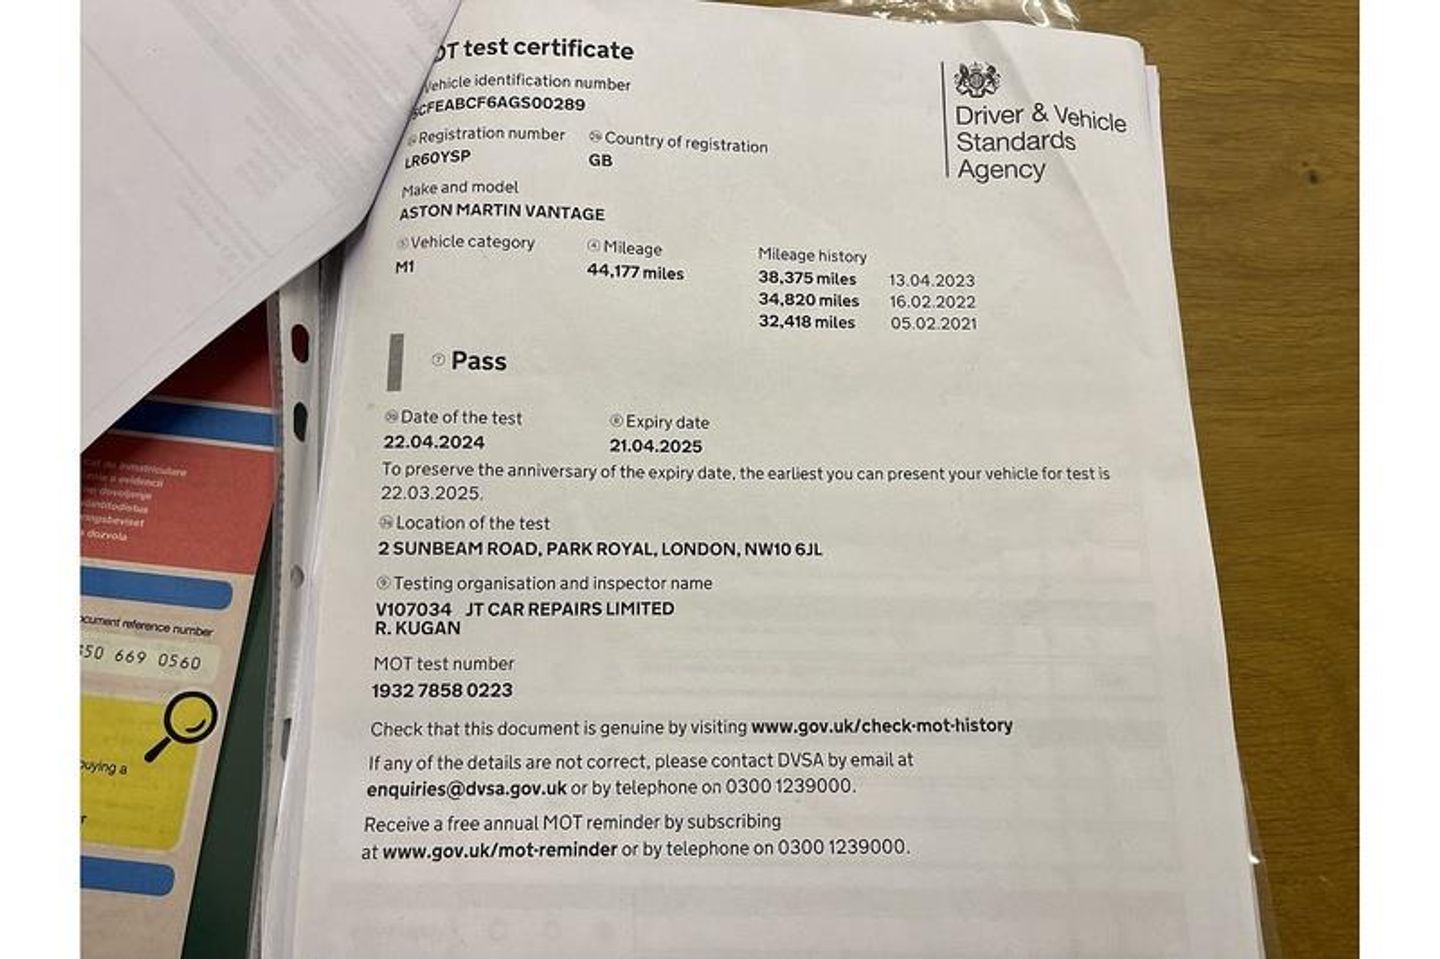 OT test certificate
Vehicle identification number
SCFEABCF6AGS00289
Registration number
Country of registration
LR60YSP
GB
Make and model
ASTON MARTIN VANTAGE
Vehicle category
Mileage
Mileage history
M1
44,177 miles
38,375 miles 13.04.2023
34,820 miles 16.02.2022
32,418 miles 05.02.2021
Pass
Date of the test
Expiry date
22.04.2024
21.04.2025
To preserve the anniversary of the expiry date, the earliest you can present your vehicle for test is
22.03.2025.
Location of the test
2 SUNBEAM ROAD, PARK ROYAL, LONDON, NW10 6JL
Testing organisation and inspector name
V107034 JT CAR REPAIRS LIMITED
R. KUGAN
MOT test number
1932 7858 0223
Check that this document is genuine by visiting www.gov.uk/check-mot-history
If any of the details are not correct, please contact DVSA by email at
enquiries@dvsa.gov.uk or by telephone on 0300 1239000.
Receive a free annual MOT reminder by subscribing
at www.gov.uk/mot-reminder or by telephone on 0300 1239000.
Driver & Vehicle
Standards
Agency
dozvola
ocument reference number
50 669 0560
buying a